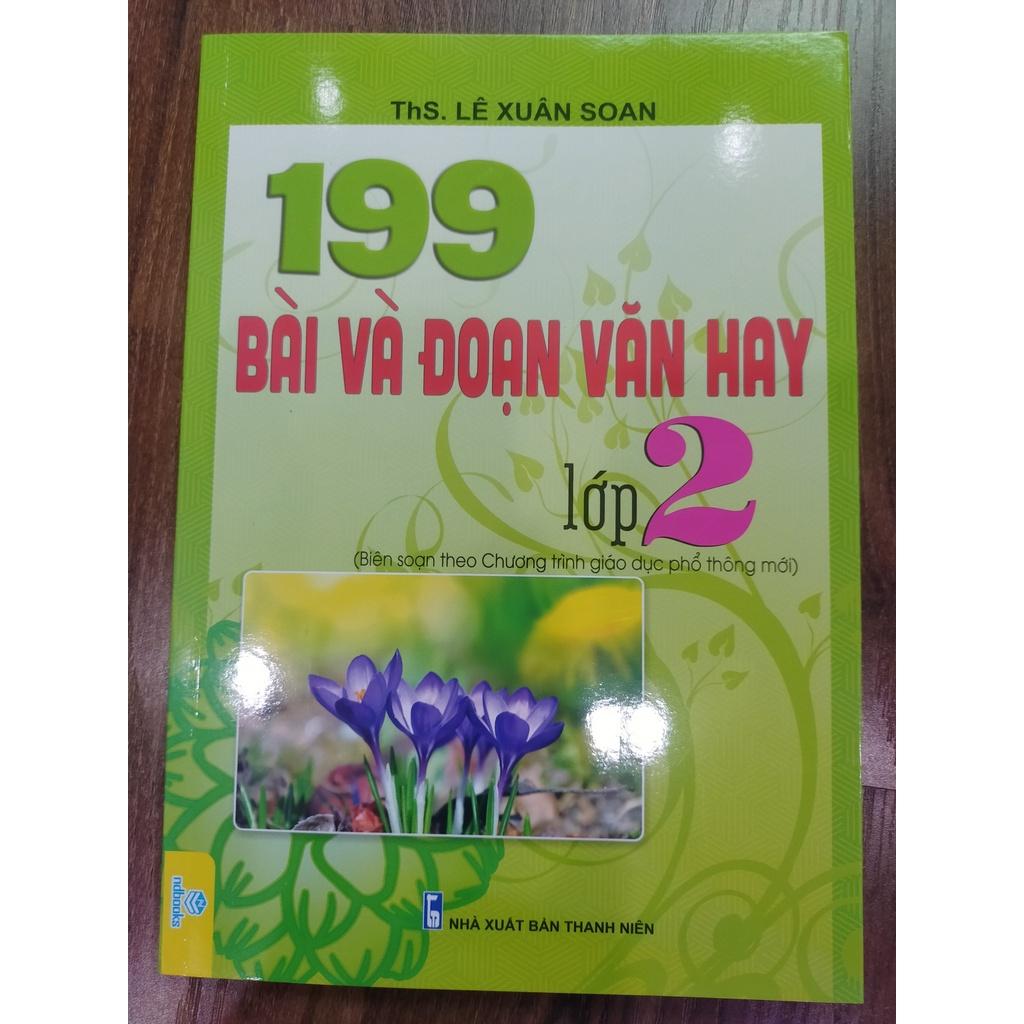 ThS. LÊ XUÂN SOAN
199
BÀI VÀ ĐOẠN VĂN HAY
lớp 2
(Biên soạn theo Chương trình giáo dục phổ thông mới)
ndbooks
NHÀ XUẤT BẢN THANH NIÊN